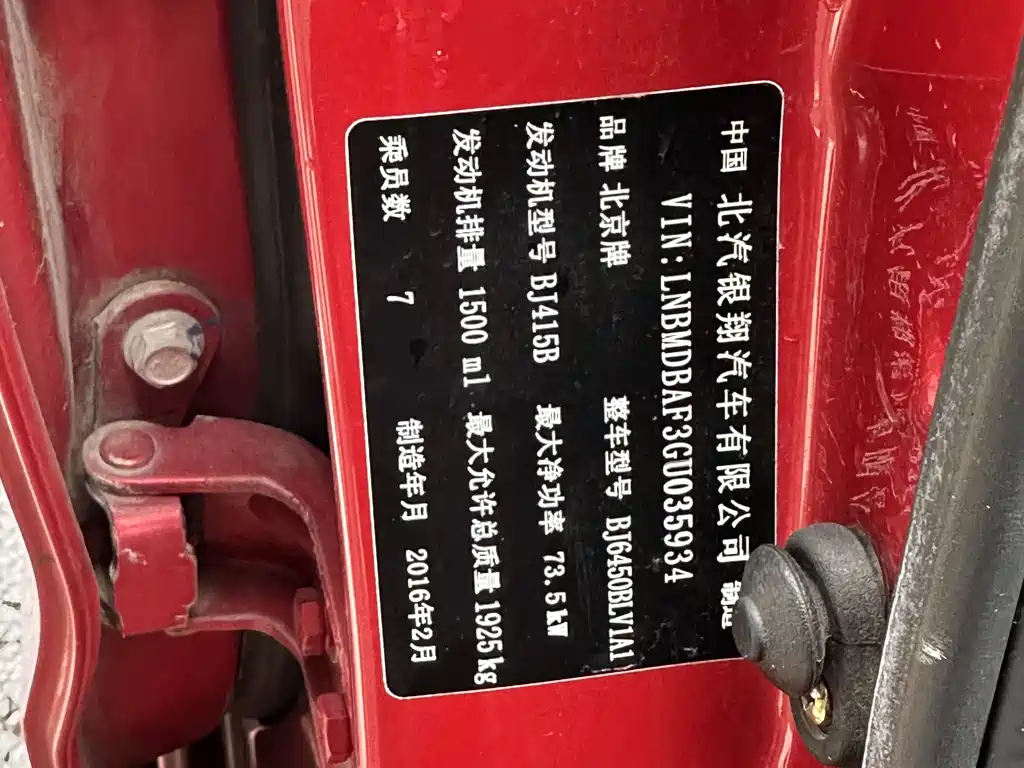 中国 北汽银翔汽车有限公司 制造
VIN:LNBMDBAF3GU035934
品牌 北京牌 整车型号 BJ6450BLV1A1
发动机型号 BJ415B 最大净功率 73.5kW
发动机排量 1500 ml 最大允许总质量 1925kg
乘员数 7 制造年月 2016年2月